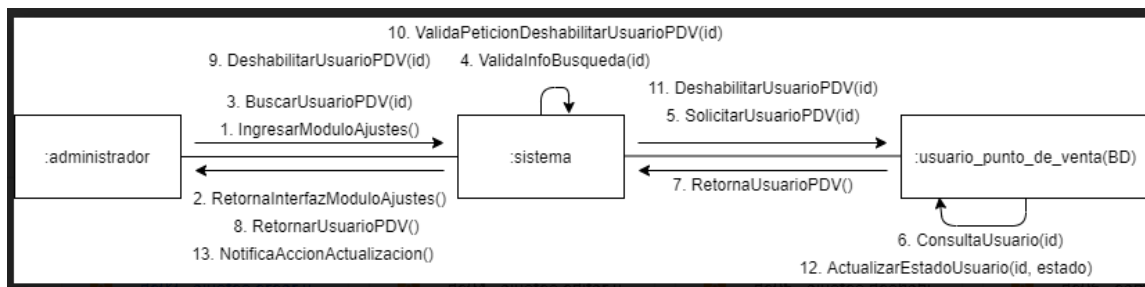 10. ValidaPeticionDeshabilitarUsuarioPDV(id)
9. DeshabilitarUsuarioPDV(id)
4. ValidaInfoBusqueda(id)
11. DeshabilitarUsuarioPDV(id)
3. BuscarUsuarioPDV(id)
5. SolicitarUsuarioPDV(id)
1. IngresarModuloAjustes()
:administrador
:sistema
:usuario_punto_de_venta(BD)
7. RetornaUsuarioPDV()
2. RetornaInterfazModuloAjustes()
8. RetornarUsuarioPDV()
6. ConsultaUsuario(id)
13. NotificaAccionActualizacion()
12. ActualizarEstadoUsuario(id, estado)